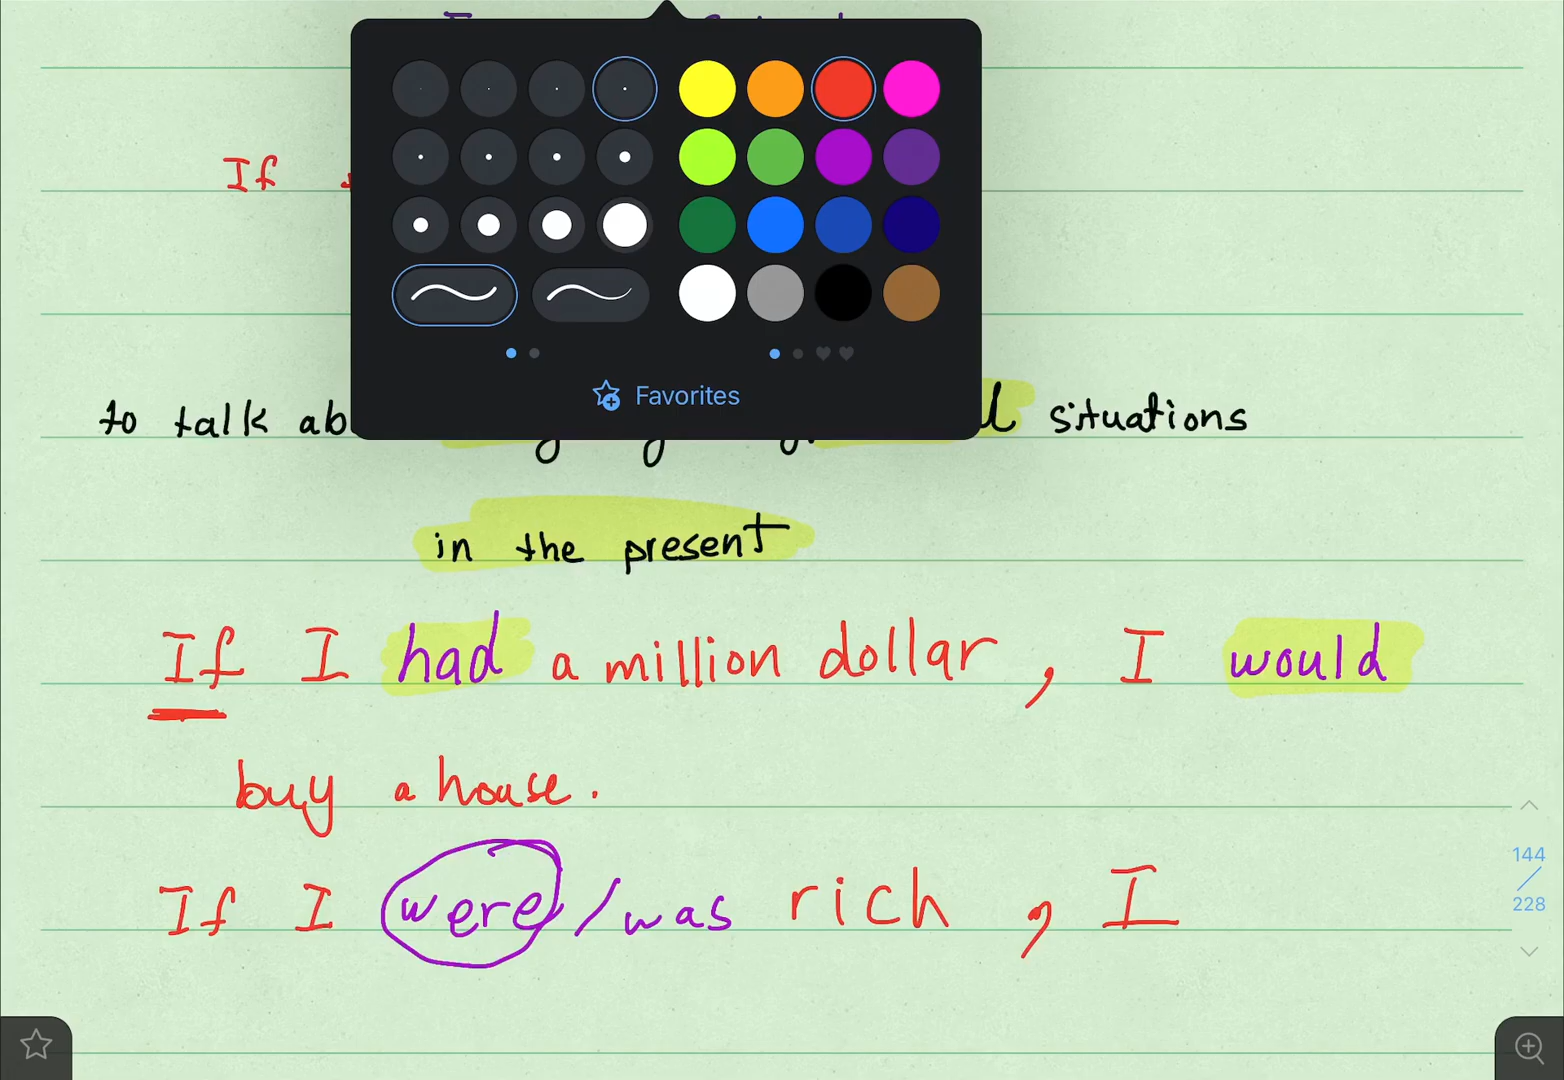 If
Favorites
to talk ab
situations
in the present
If I had a million dollar, I would
buy a house.
If I were/was rich, I
144
/
228